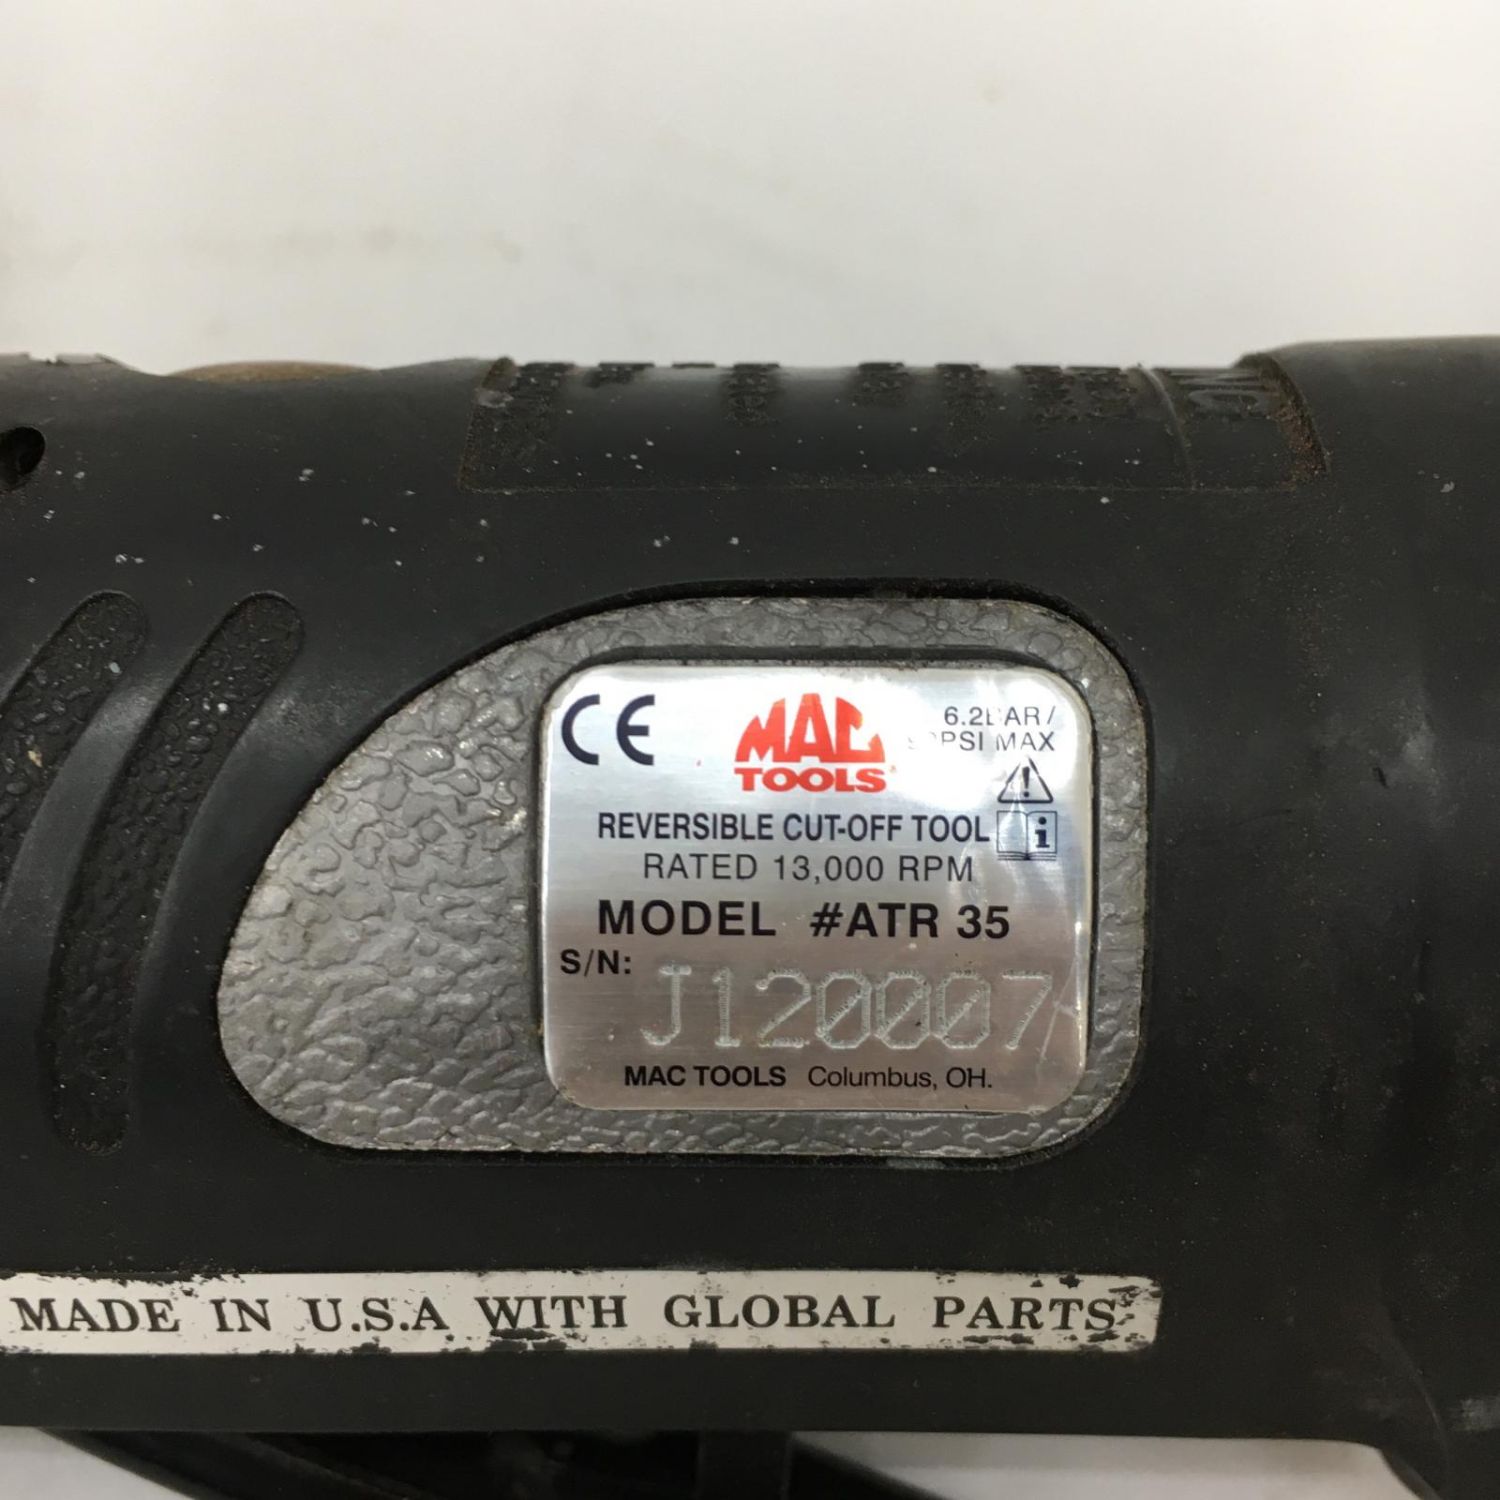 CE
MAC
TOOLS
6.2BAR/
PSI MAX
REVERSIBLE CUT-OFF TOOL
RATED 13,000 RPM
MODEL #ATR 35
S/N: J120007
MAC TOOLS Columbus, OH.
MADE IN U.S.A WITH GLOBAL PARTS